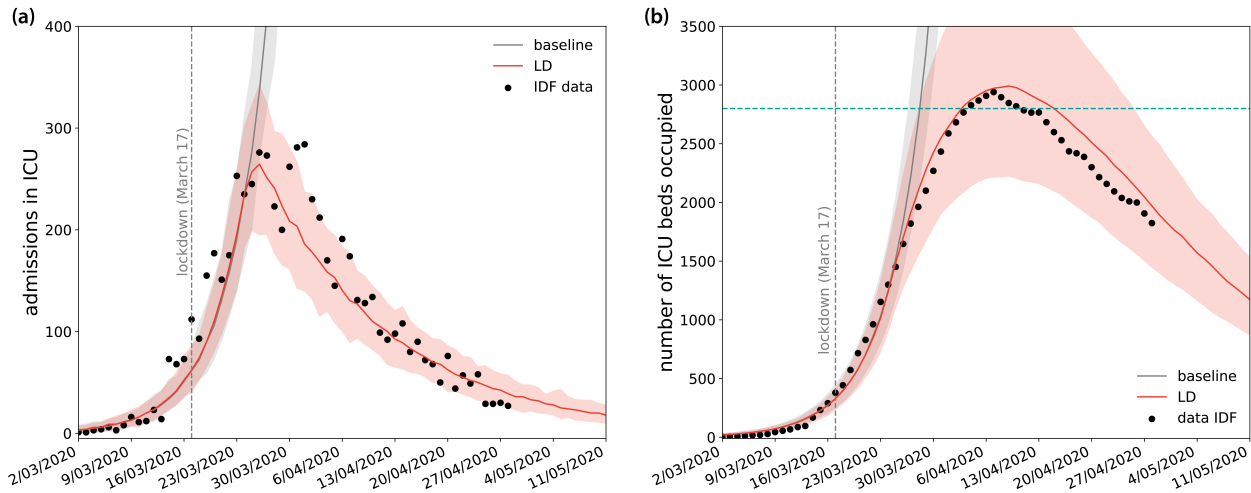 (a)
400
300
200
100
0
admissions in ICU
lockdown (March 17)
baseline
LD
IDF data
2/03/2020
9/03/2020
16/03/2020
23/03/2020
30/03/2020
6/04/2020
13/04/2020
20/04/2020
27/04/2020
4/05/2020
11/05/2020
(b)
3500
3000
2500
2000
1500
1000
500
0
number of ICU beds occupied
lockdown (March 17)
baseline
LD
data IDF
2/03/2020
9/03/2020
16/03/2020
23/03/2020
30/03/2020
6/04/2020
13/04/2020
20/04/2020
27/04/2020
4/05/2020
11/05/2020